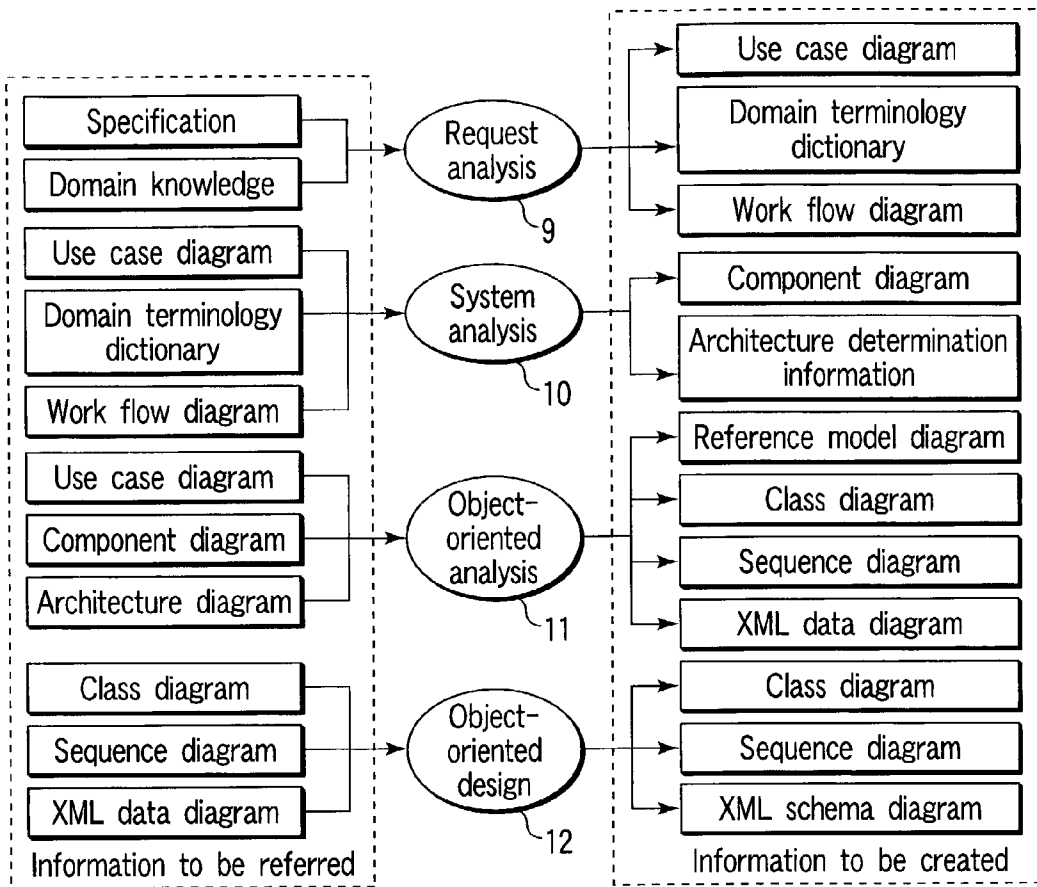 Specification
Domain knowledge
Use case diagram
Domain terminology
dictionary
Work flow diagram
Use case diagram
Component diagram
Architecture diagram
Class diagram
Sequence diagram
XML data diagram
Information to be referred
Request
analysis
9
System
analysis
10
Object-
oriented
analysis
11
Object-
oriented
design
12
Use case diagram
Domain terminology
dictionary
Work flow diagram
Component diagram
Architecture determination
information
Reference model diagram
Class diagram
Sequence diagram
XML data diagram
Class diagram
Sequence diagram
XML schema diagram
Information to be created